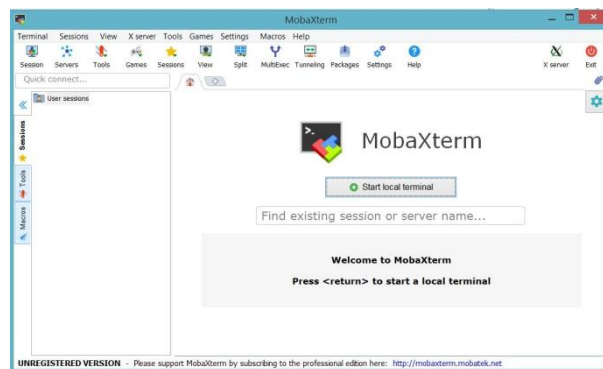 MobaXterm
Terminal Sessions View X server Tools Games Settings Macros Help
Session Servers Tools Games Sessions View Split MultiExec Tunneling Packages Settings Help X server Exit
Quick connect...
User sessions
Sessions
Tools
Macros
>_
MobaXterm
Start local terminal
Find existing session or server name...
Welcome to MobaXterm
Press <return> to start a local terminal
UNREGISTERED VERSION - Please support MobaXterm by subscribing to the professional edition here: http://mobaxterm.mobatek.net